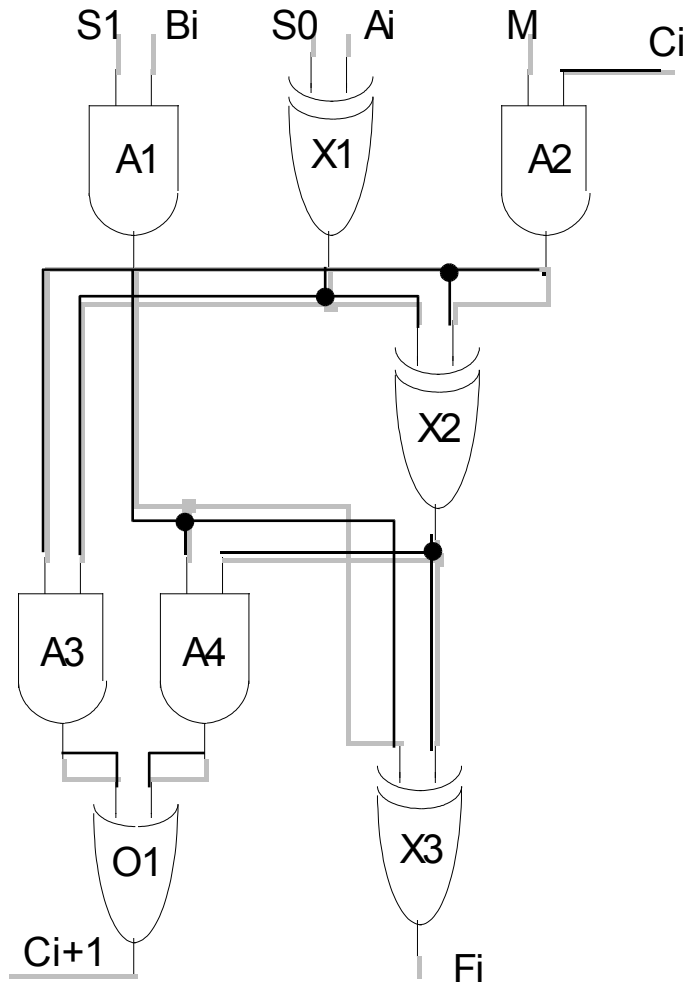 S1 Bi S0 Ai M Ci
A1 X1 A2
X2
A3 A4
O1 X3
Ci+1 Fi